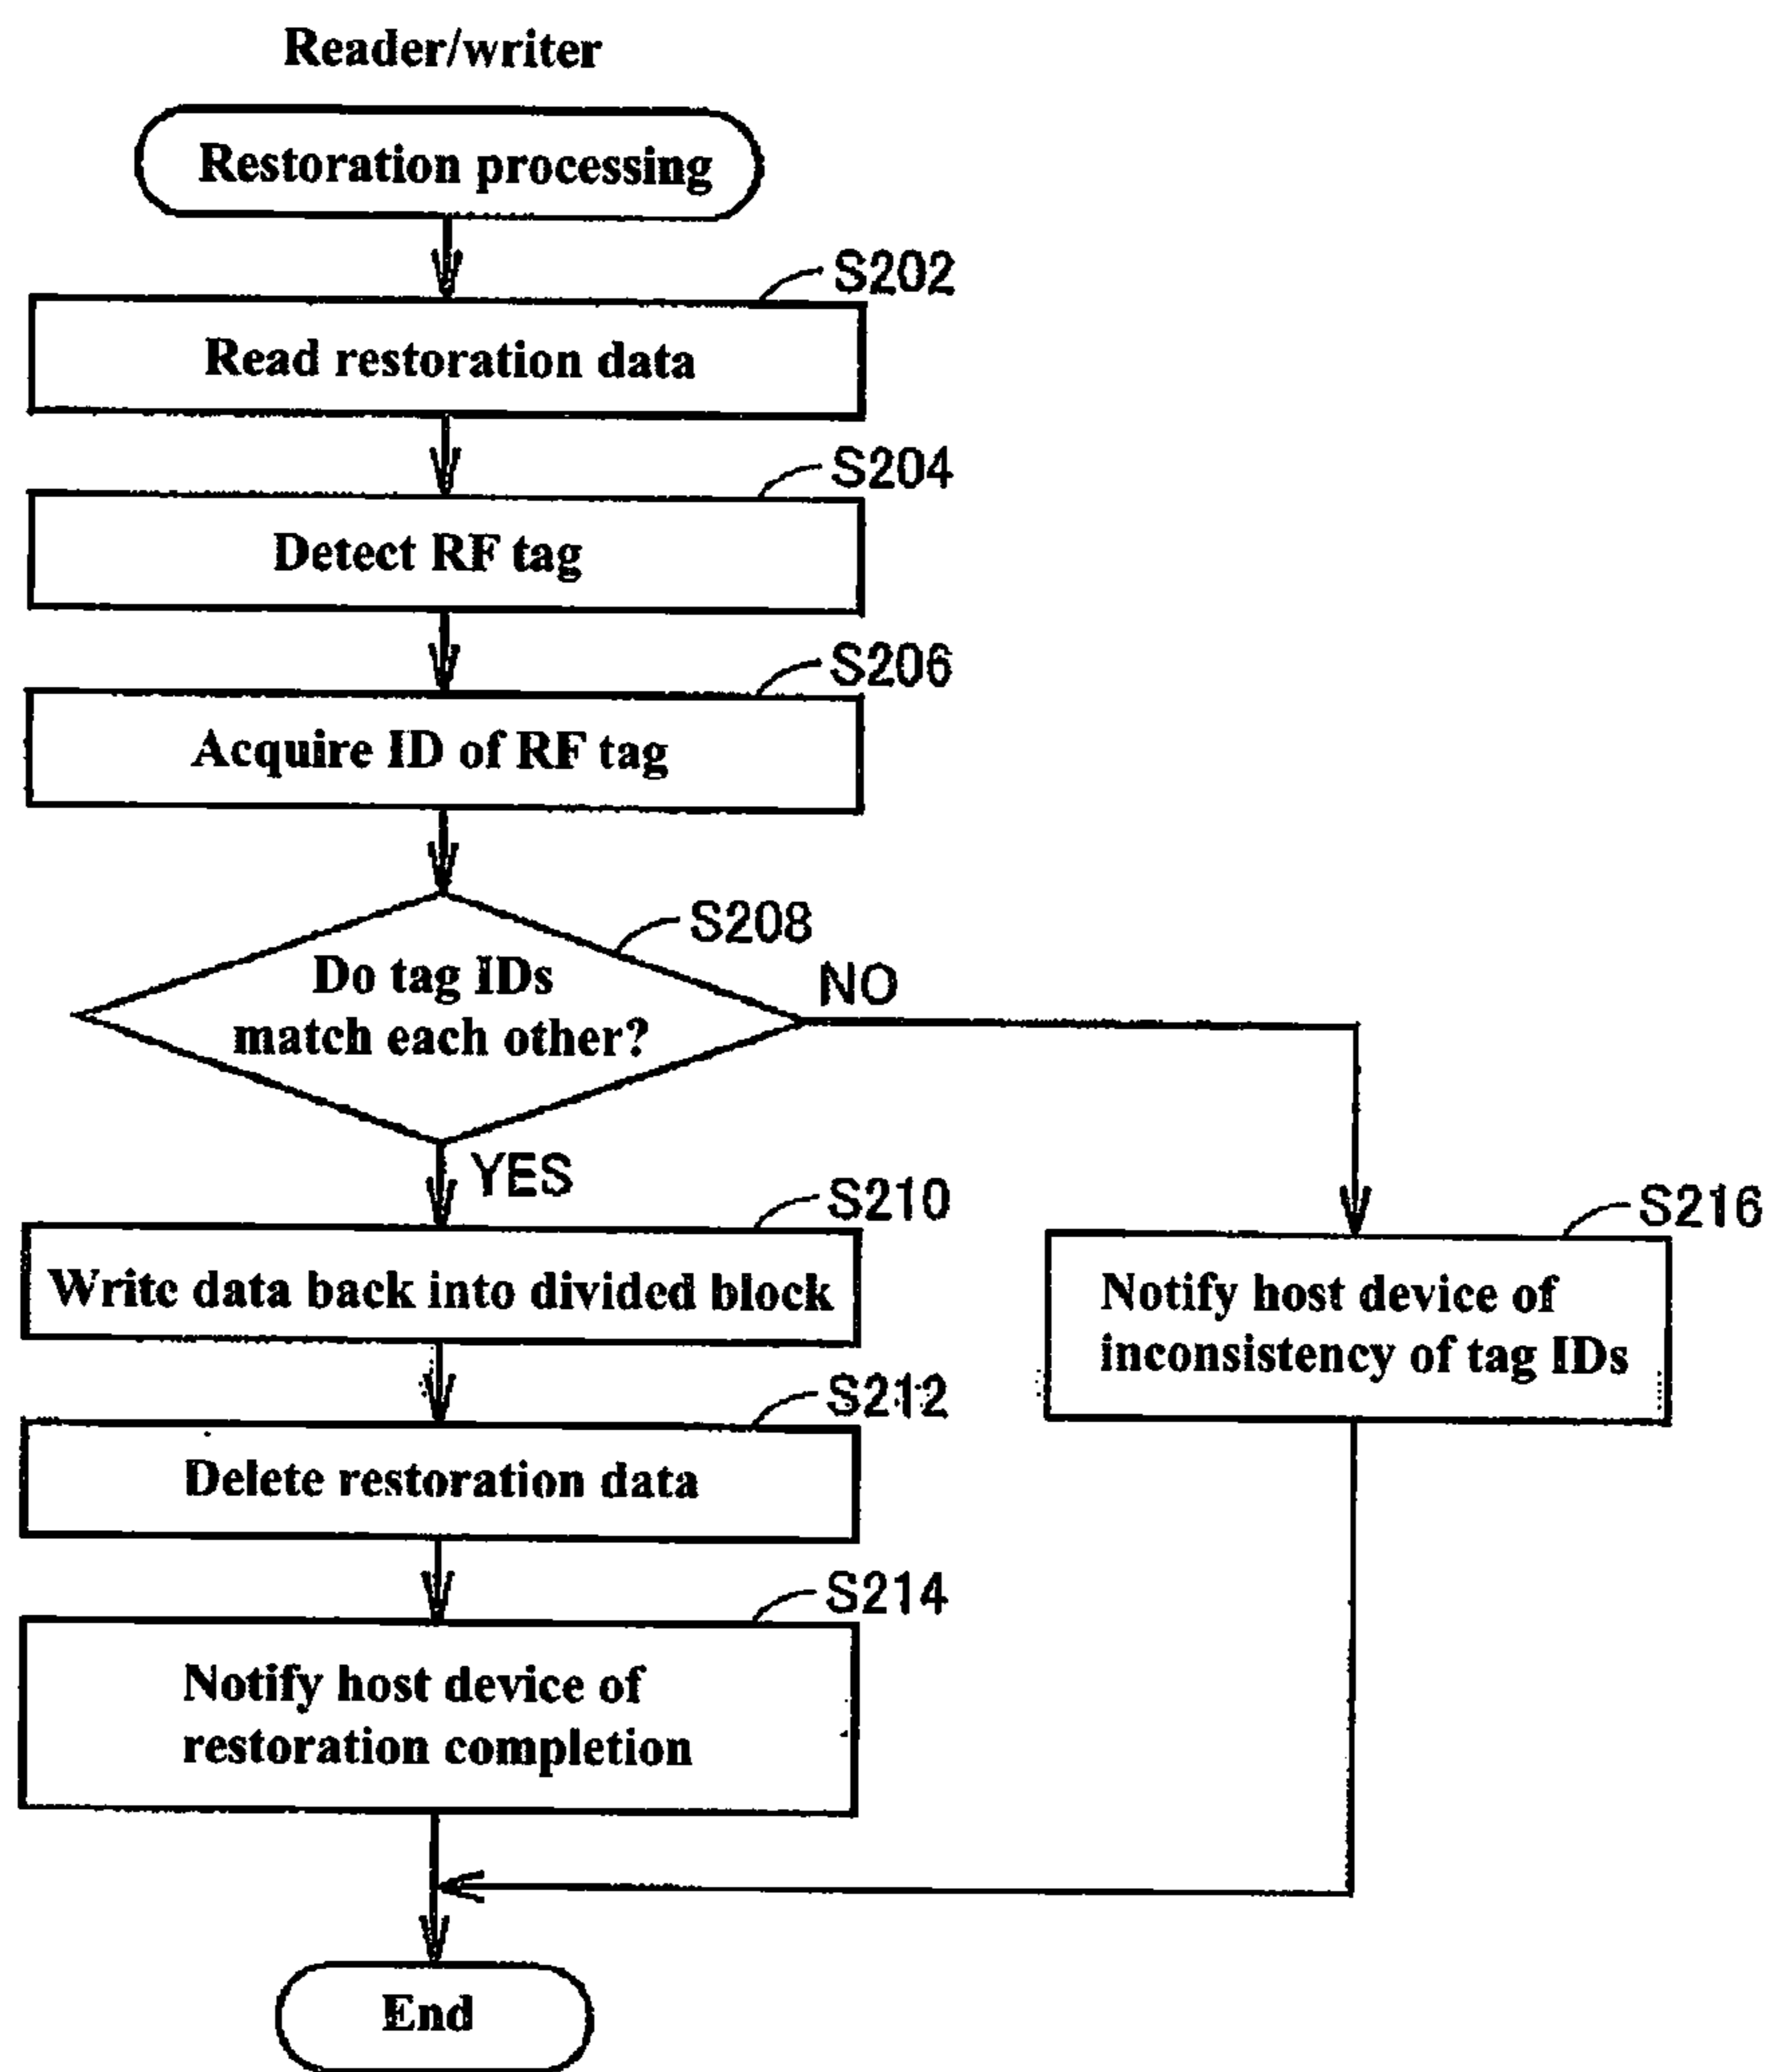 Reader/writer
Restoration processing
S202
Read restoration data
S204
Detect RF tag
S206
Acquire ID of RF tag
S208
Do tag IDs
match each other?
NO
YES
S210
Write data back into divided block
S216
Notify host device of
inconsistency of tag IDs
S212
Delete restoration data
S214
Notify host device of
restoration completion
End